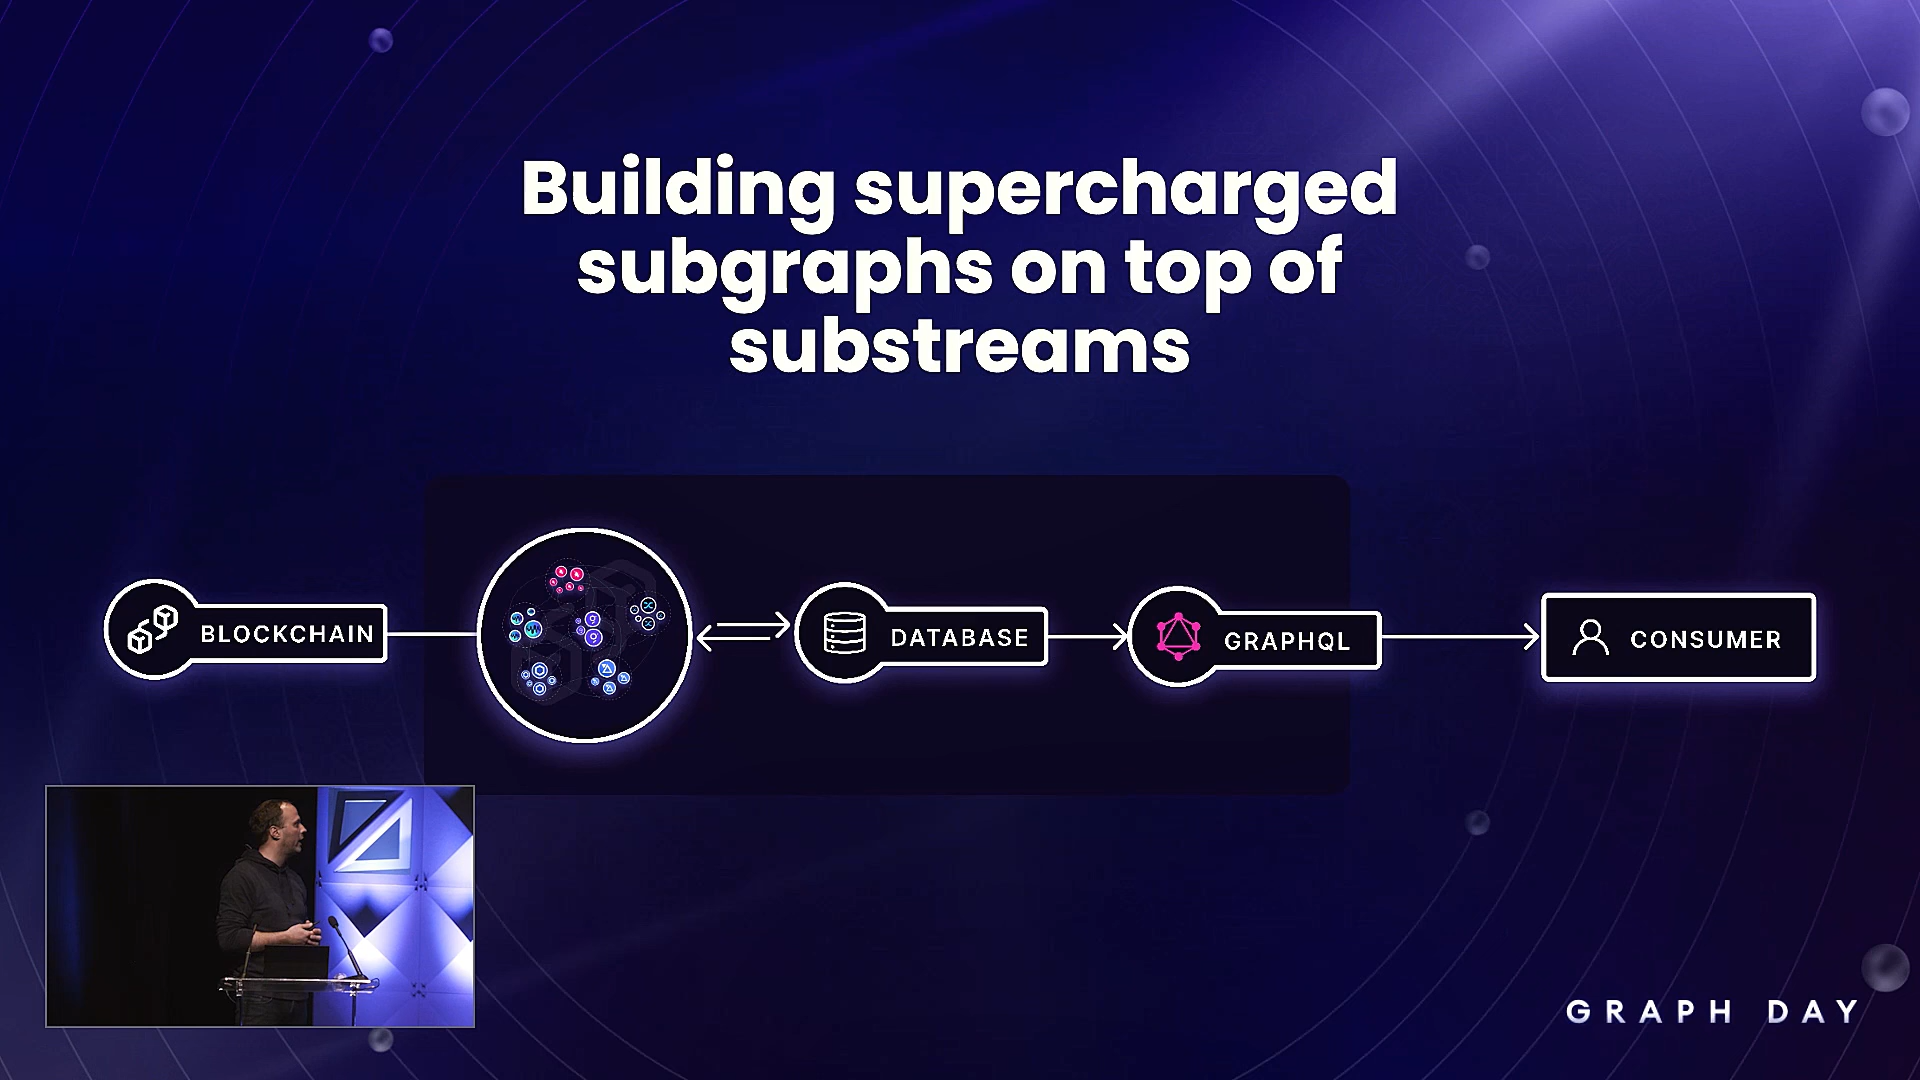 Building supercharged
subgraphs on top of
substreams
BLOCKCHAIN
DATABASE
GRAPHQL
CONSUMER
GRAPH DAY